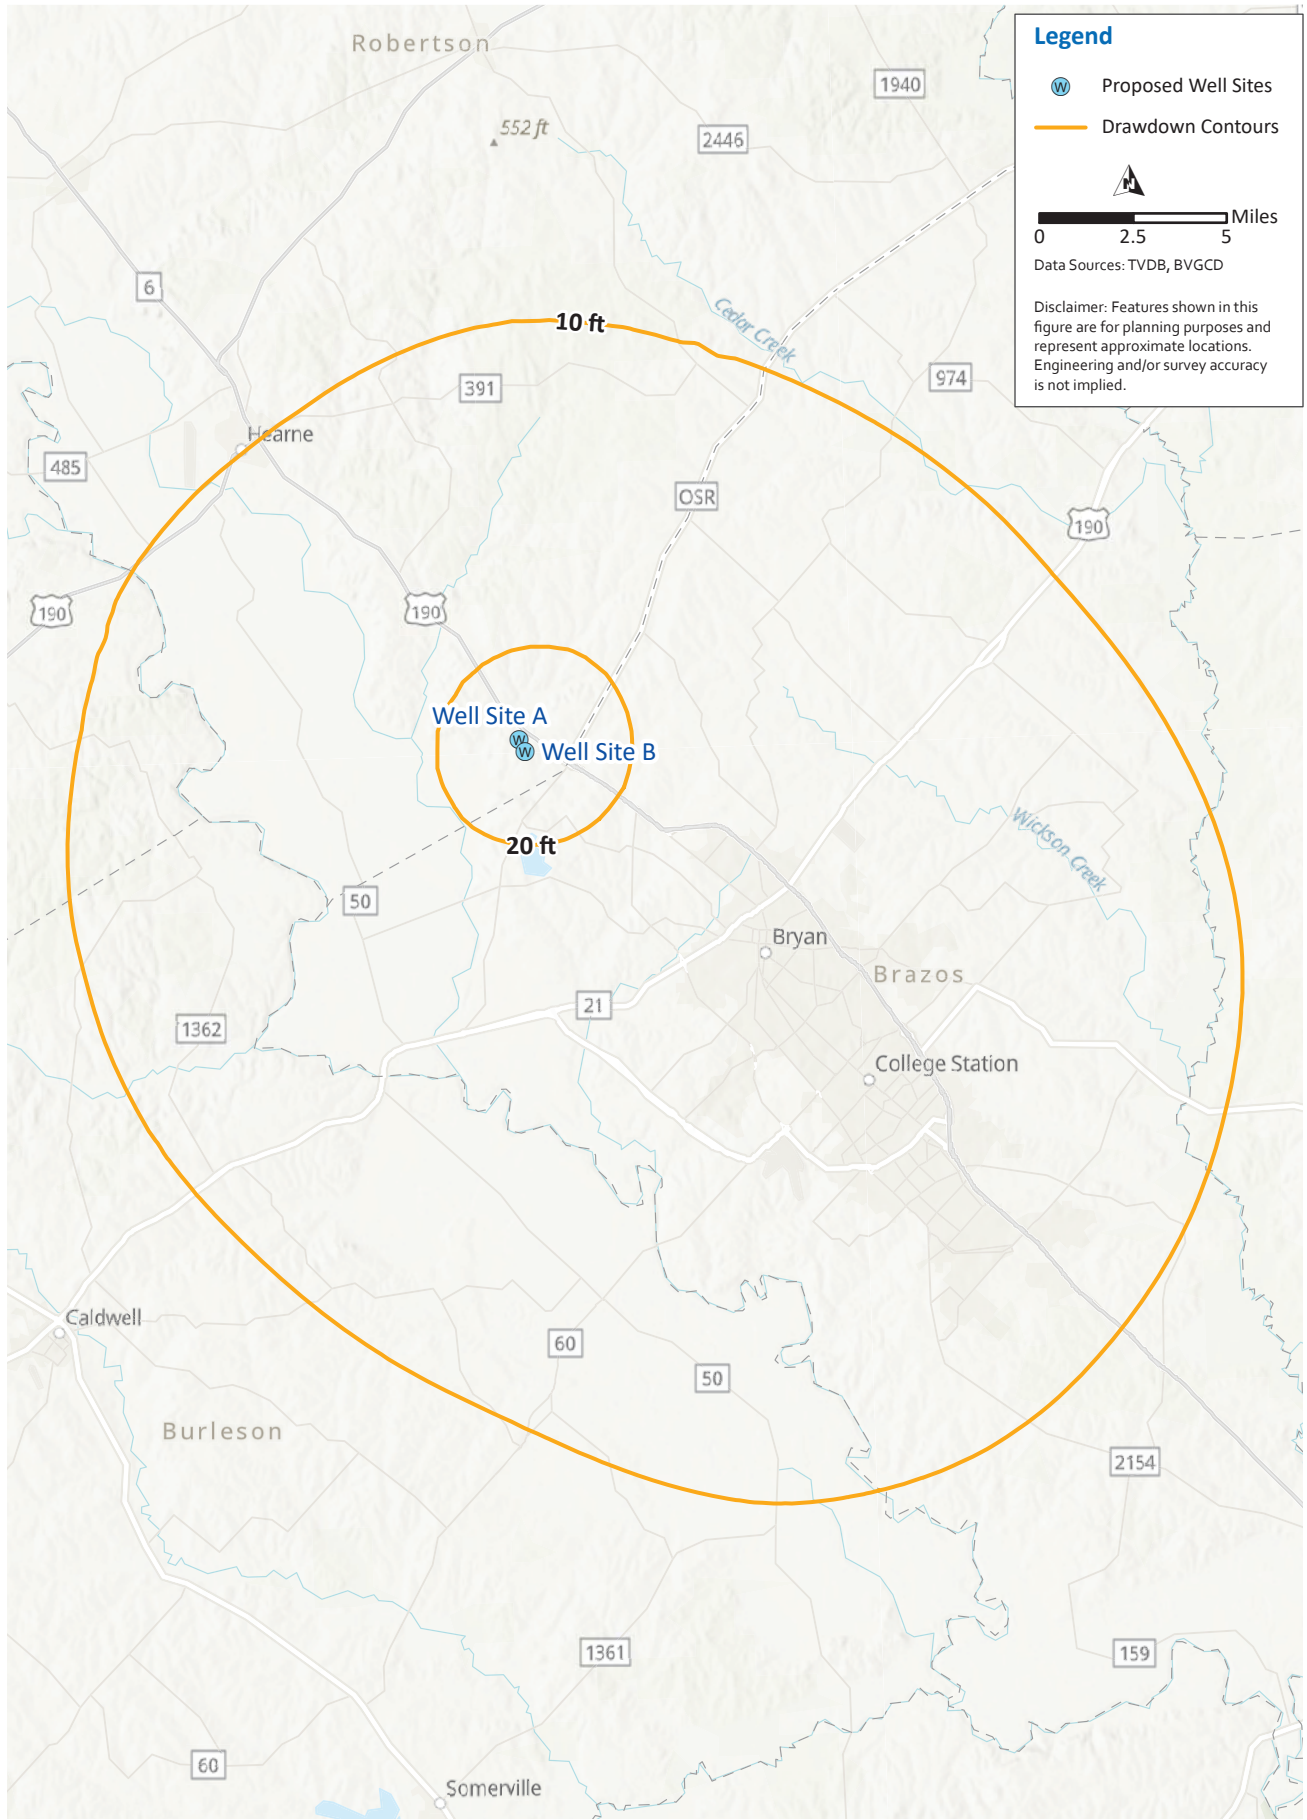 Legend
W
Proposed Well Sites
Drawdown Contours
N
Miles
0 2.5 5
Data Sources: TVDB, BVGCD
Disclaimer: Features shown in this
figure are for planning purposes and
represent approximate locations.
Engineering and/or survey accuracy
is not implied.
Robertson
1940
552 ft
2446
6
Cedar Creek
10 ft
391
974
Hearne
485
OSR
190
190
190
Well Site A
W
W
Well Site B
20 ft
Wickson Creek
50
Bryan
Brazos
21
1362
College Station
Caldwell
60
50
Burleson
2154
1361
159
60
Somerville